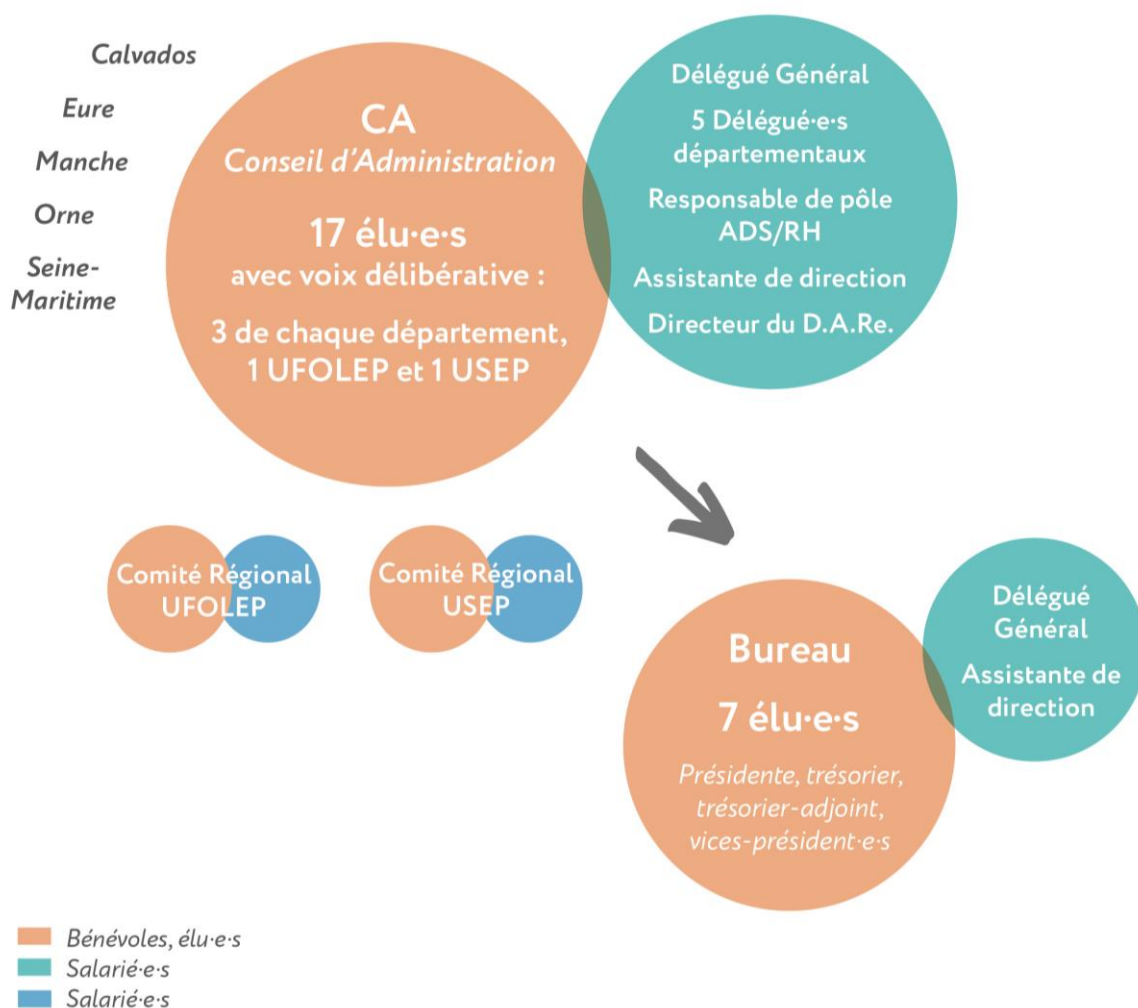 Calvados
Eure
Manche
Orne
Seine-
Maritime
CA
Conseil d'Administration
17 élu·e·s
avec voix délibérative :
3 de chaque département,
1 UFOLEP et 1 USEP
Délégué Général
5 Délégué·e·s
départementaux
Responsable de pôle
ADS/RH
Assistante de direction
Directeur du D.A.Re.
Comité Régional
UFOLEP
Comité Régional
USEP
Bureau
7 élu·e·s
Présidente, trésorier,
trésorier-adjoint,
vices-président·e·s
Délégué
Général
Assistante de
direction
Bénévoles, élu·e·s
Salarié·e·s
Salarié·e·s